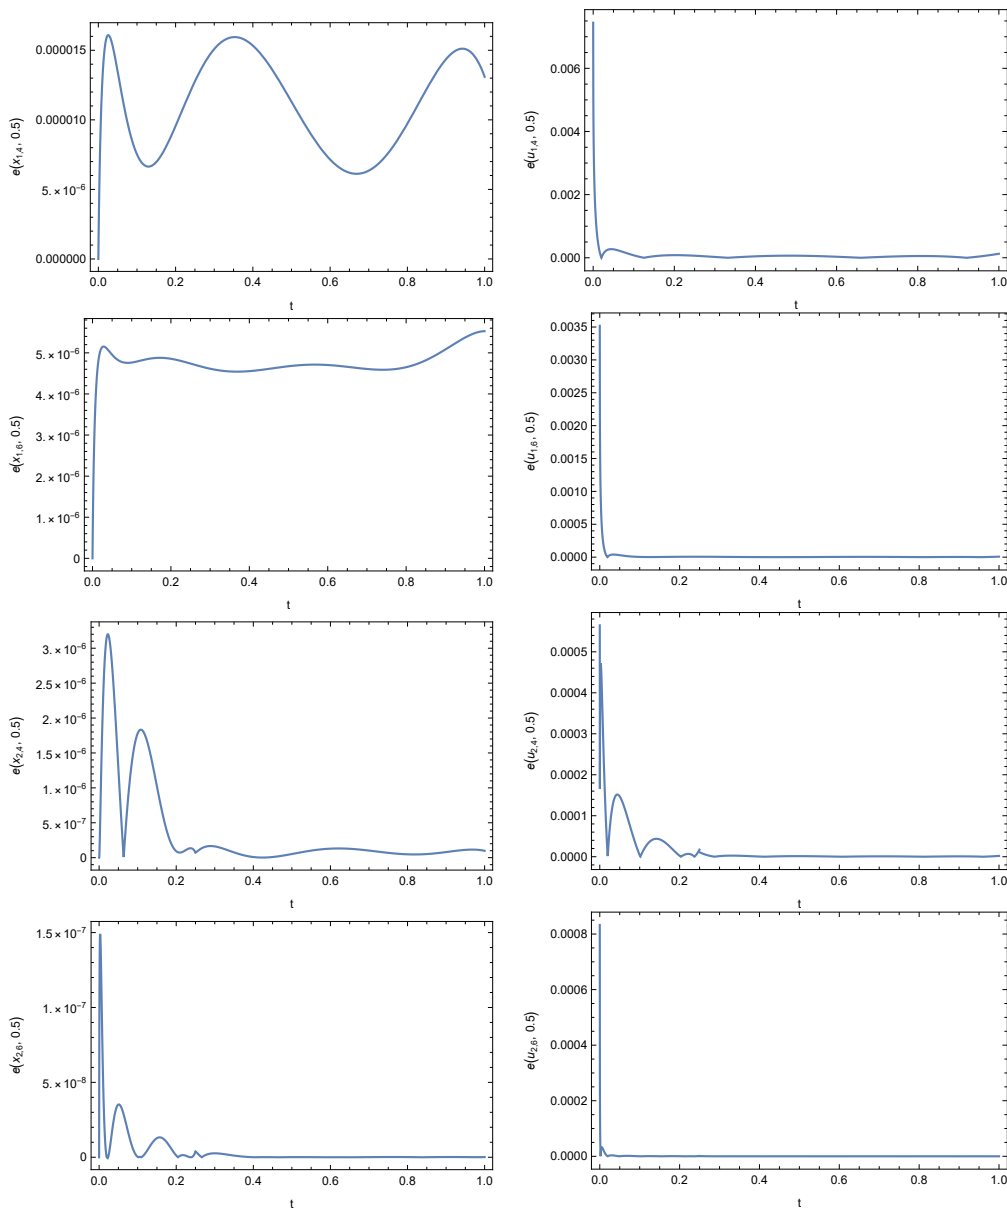 e(x1,4, 0.5)
0.000015
0.000010
5. × 10−6
0.000000
0.0 0.2 0.4 0.6 0.8 1.0
t
e(u1,4, 0.5)
0.006
0.004
0.002
0.000
0.0 0.2 0.4 0.6 0.8 1.0
t
e(x1,6, 0.5)
5. × 10−6
4. × 10−6
3. × 10−6
2. × 10−6
1. × 10−6
0
0.0 0.2 0.4 0.6 0.8 1.0
t
e(u1,6, 0.5)
0.0035
0.0030
0.0025
0.0020
0.0015
0.0010
0.0005
0.0000
0.0 0.2 0.4 0.6 0.8 1.0
t
e(x2,4, 0.5)
3. × 10−6
2.5 × 10−6
2. × 10−6
1.5 × 10−6
1. × 10−6
5. × 10−7
0
0.0 0.2 0.4 0.6 0.8 1.0
t
e(u2,4, 0.5)
0.0005
0.0004
0.0003
0.0002
0.0001
0.0000
0.0 0.2 0.4 0.6 0.8 1.0
t
e(x2,6, 0.5)
1.5 × 10−7
1. × 10−7
5. × 10−8
0
0.0 0.2 0.4 0.6 0.8 1.0
t
e(u2,6, 0.5)
0.0008
0.0006
0.0004
0.0002
0.0000
0.0 0.2 0.4 0.6 0.8 1.0
t